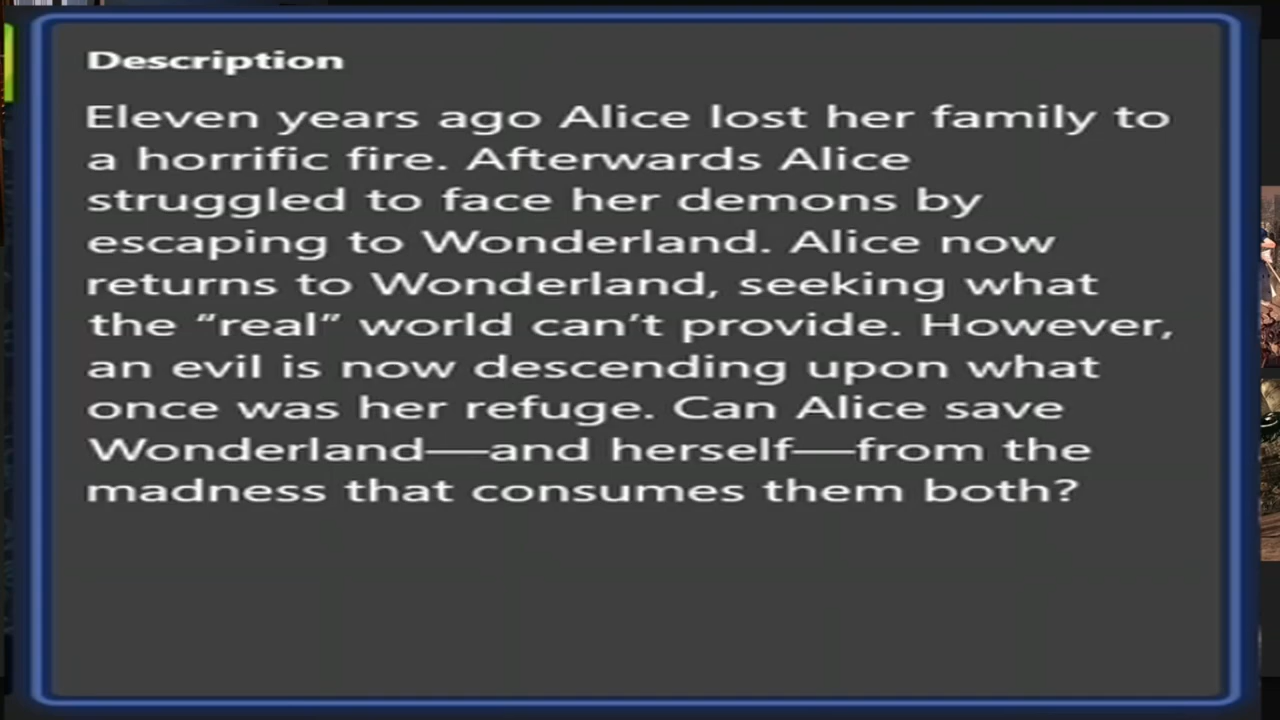 Description
Eleven years ago Alice lost her family to
a horrific fire. Afterwards Alice
struggled to face her demons by
escaping to Wonderland. Alice now
returns to Wonderland, seeking what
the “real” world can’t provide. However,
an evil is now descending upon what
once was her refuge. Can Alice save
Wonderland—and herself—from the
madness that consumes them both?